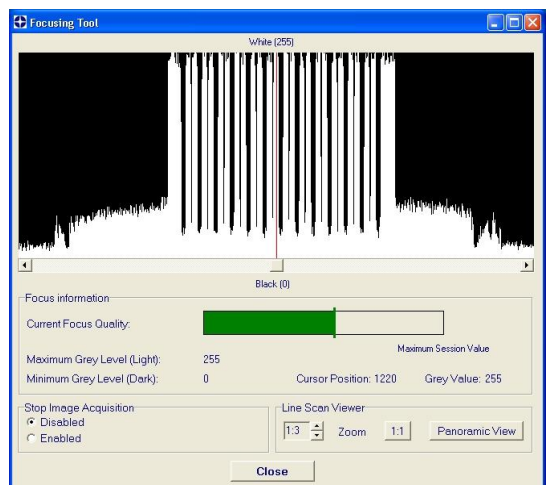 Focusing Tool
White (255)
Black (0)
Focus information
Current Focus Quality:
Maximum Session Value
Maximum Grey Level (Light): 255
Minimum Grey Level (Dark): 0 Cursor Position: 1220 Grey Value: 255
Stop Image Acquisition
Disabled
Enabled
Line Scan Viewer
1:3 Zoom 1:1 Panoramic View
Close